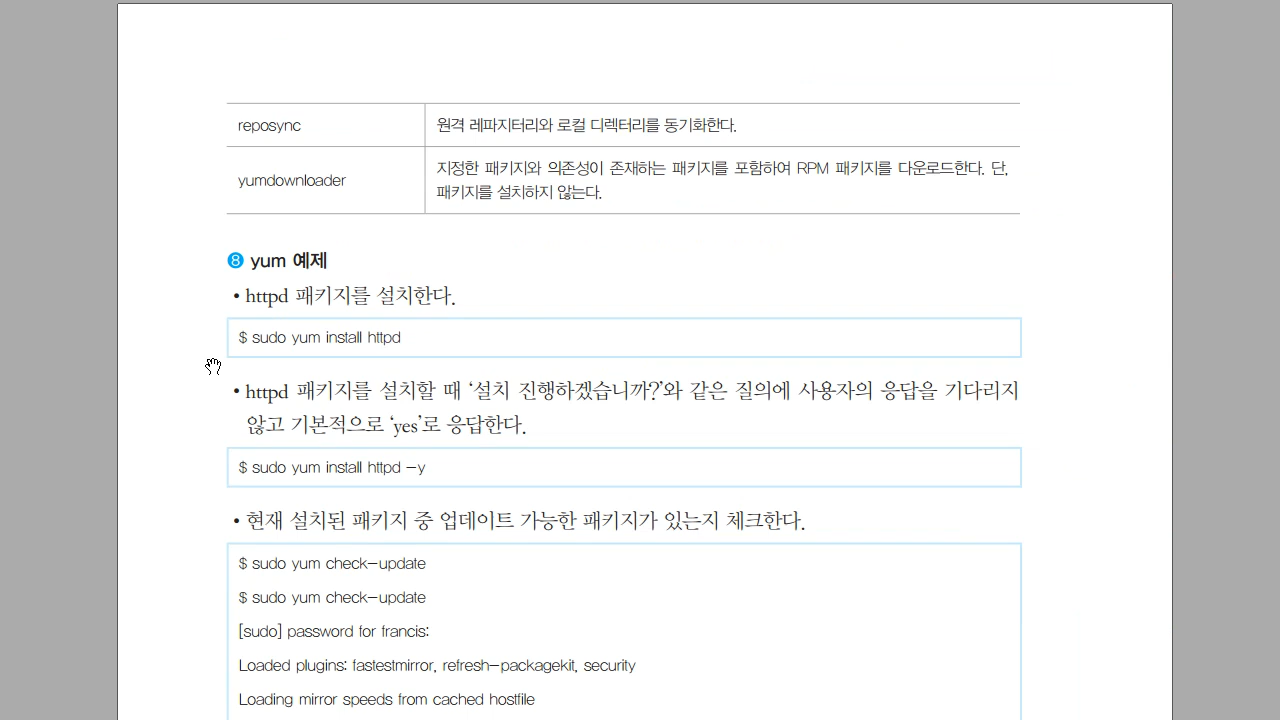 reposync
원격 레파지터리와 로컬 디렉터리를 동기화한다.
yumdownloader
지정한 패키지와 의존성이 존재하는 패키지를 포함하여 RPM 패키지를 다운로드한다. 단,
패키지를 설치하지 않는다.
8 yum 예제
• httpd 패키지를 설치한다.
$ sudo yum install httpd
• httpd 패키지를 설치할 때 ‘설치 진행하겠습니까?’와 같은 질의에 사용자의 응답을 기다리지
않고 기본적으로 ‘yes’로 응답한다.
$ sudo yum install httpd –y
• 현재 설치된 패키지 중 업데이트 가능한 패키지가 있는지 체크한다.
$ sudo yum check–update
$ sudo yum check–update
[sudo] password for francis:
Loaded plugins: fastestmirror, refresh–packagekit, security
Loading mirror speeds from cached hostfile